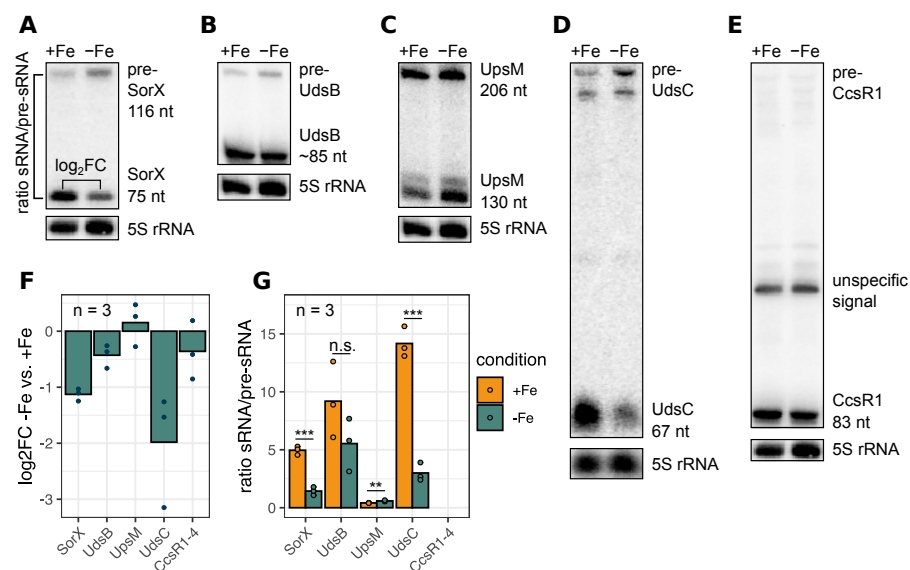 A
+Fe −Fe
pre-
SorX
116 nt
ratio sRNA/pre-sRNA
log2FC
SorX
75 nt
5S rRNA
B
+Fe −Fe
pre-
UdsB
UdsB
~85 nt
5S rRNA
C
+Fe −Fe
UpsM
206 nt
UpsM
130 nt
5S rRNA
D
+Fe −Fe
pre-
UdsC
UdsC
67 nt
5S rRNA
E
+Fe −Fe
pre-
CcsR1
unspecific
signal
CcsR1
83 nt
5S rRNA
F
n = 3
log2FC -Fe vs. +Fe
0
-1
-2
-3
SorX
UdsB
UpsM
UdsC
CcsR1-4
G
n = 3
ratio sRNA/pre-sRNA
15
10
5
0
***
n.s.
**
***
SorX
UdsB
UpsM
UdsC
CcsR1-4
condition
+Fe
-Fe